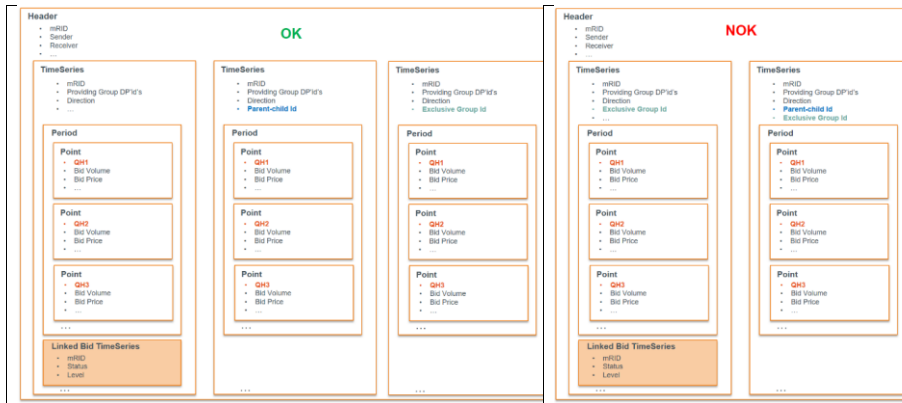 Header
• mRID
• Sender
• Receiver
• ...
OK
TimeSeries
• mRID
• Providing Group DP'Id's
• Direction
• ...
Period
Point
• QH1
• Bid Volume
• Bid Price
• ...
Point
• QH2
• Bid Volume
• Bid Price
• ...
Point
• QH3
• Bid Volume
• Bid Price
• ...
...
Linked Bid TimeSeries
• mRID
• Status
• Level
...
TimeSeries
• mRID
• Providing Group DP'Id's
• Direction
• Parent-child Id
Period
Point
• QH1
• Bid Volume
• Bid Price
• ...
Point
• QH2
• Bid Volume
• Bid Price
• ...
Point
• QH3
• Bid Volume
• Bid Price
• ...
...
...
TimeSeries
• mRID
• Providing Group DP'Id's
• Direction
- Exclusive Group Id
Period
Point
• QH1
• Bid Volume
• Bid Price
• ...
Point
• QH2
• Bid Volume
• Bid Price
• ...
Point
• QH3
• Bid Volume
• Bid Price
• ...
...
...
Header
• mRID
• Sender
• Receiver
• ...
NOK
TimeSeries
• mRID
• Providing Group DP'Id's
• Direction
- Exclusive Group Id
• ...
Period
Point
• QH1
• Bid Volume
• Bid Price
• ...
Point
• QH2
• Bid Volume
• Bid Price
• ...
Point
• QH3
• Bid Volume
• Bid Price
• ...
...
Linked Bid TimeSeries
• mRID
• Status
• Level
...
TimeSeries
• mRID
• Providing Group DP'Id's
• Direction
• Parent-child Id
- Exclusive Group Id
Period
Point
• QH1
• Bid Volume
• Bid Price
• ...
Point
• QH2
• Bid Volume
• Bid Price
• ...
Point
• QH3
• Bid Volume
• Bid Price
• ...
...
...